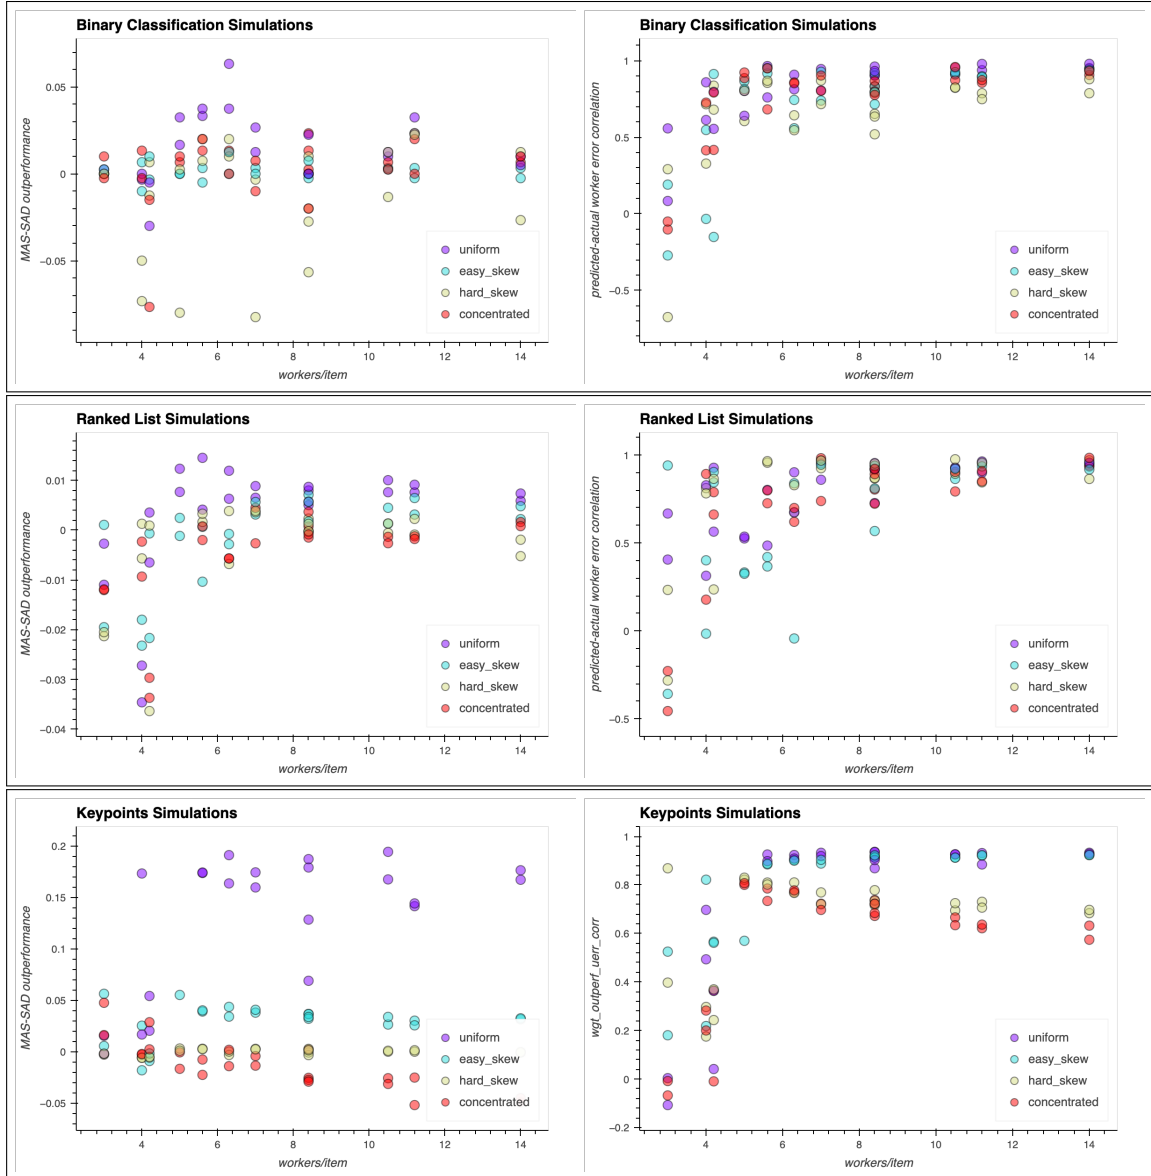 Binary Classification Simulations
0.05
0
−0.05
MAS-SAD outperformance
4
6
8
10
12
14
workers/item
uniform
easy_skew
hard_skew
concentrated
Binary Classification Simulations
1
0.5
0
−0.5
predicted-actual worker error correlation
4
6
8
10
12
14
workers/item
uniform
easy_skew
hard_skew
concentrated
Ranked List Simulations
0.01
0
−0.01
−0.02
−0.03
−0.04
MAS-SAD outperformance
4
6
8
10
12
14
workers/item
uniform
easy_skew
hard_skew
concentrated
Ranked List Simulations
1
0.5
0
−0.5
predicted-actual worker error correlation
4
6
8
10
12
14
workers/item
uniform
easy_skew
hard_skew
concentrated
Keypoints Simulations
0.2
0.15
0.1
0.05
0
−0.05
MAS-SAD outperformance
4
6
8
10
12
14
workers/item
uniform
easy_skew
hard_skew
concentrated
Keypoints Simulations
1
0.8
0.6
0.4
0.2
0
−0.2
wgt_outperf_uerr_corr
4
6
8
10
12
14
workers/item
uniform
easy_skew
hard_skew
concentrated